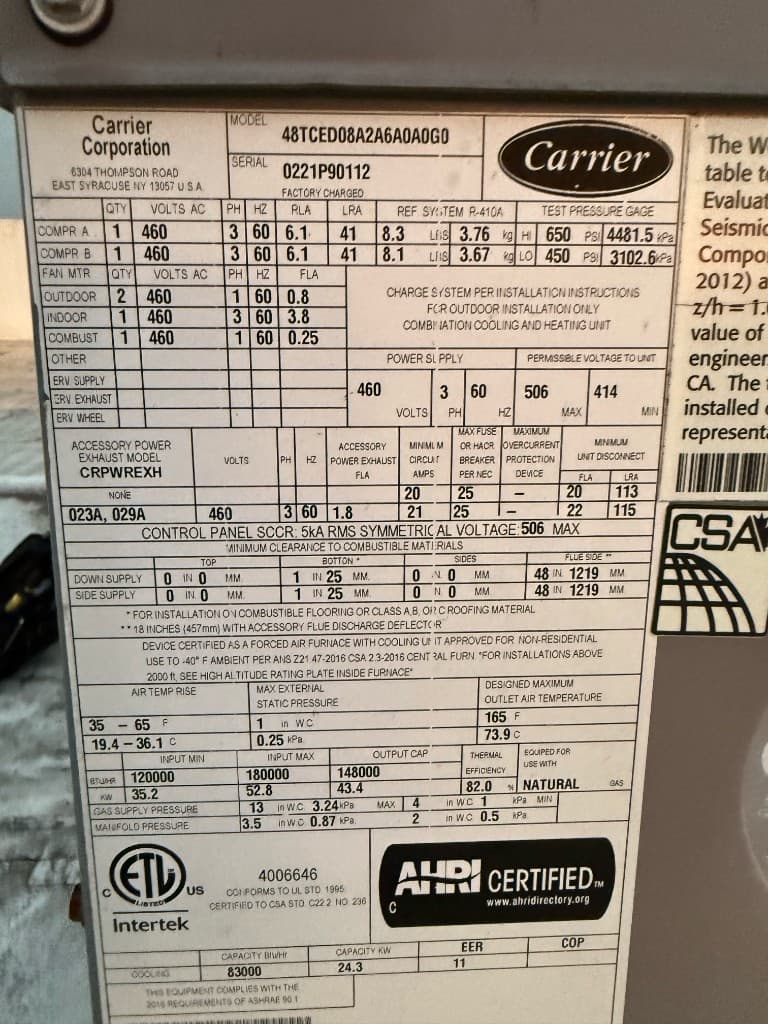 Carrier
Corporation
6304 THOMPSON ROAD
EAST SYRACUSE NY 13057 U S A
MODEL 48TCED08A2A6A0A0G0
SERIAL 0221P90112
FACTORY CHARGED
Carrier
QTY VOLTS AC PH HZ RLA LRA REF SYSTEM R-410A TEST PRESSURE GAGE
COMPR A 1 460 3 60 6.1 41 8.3 LBS 3.76 kg HI 650 PSI 4481.5 kPa
COMPR B 1 460 3 60 6.1 41 8.1 LBS 3.67 kg LO 450 PSI 3102.6 kPa
FAN MTR QTY VOLTS AC PH HZ FLA
OUTDOOR 2 460 1 60 0.8
INDOOR 1 460 3 60 3.8
COMBUST 1 460 1 60 0.25
CHARGE SYSTEM PER INSTALLATION INSTRUCTIONS
FOR OUTDOOR INSTALLATION ONLY
COMBINATION COOLING AND HEATING UNIT
OTHER
ERV SUPPLY
ERV EXHAUST
ERV WHEEL
POWER SUPPLY PERMISSIBLE VOLTAGE TO UNIT
460 VOLTS 3 PH 60 HZ 506 MAX 414 MIN
ACCESSORY POWER
EXHAUST MODEL
CRPWREXH
VOLTS PH HZ
ACCESSORY
POWER EXHAUST
FLA
MINIMUM
CIRCUIT
AMPS
MAX FUSE
OR HACR
BREAKER
PER NEC
MAXIMUM
OVERCURRENT
PROTECTION
DEVICE
MINIMUM
UNIT DISCONNECT
FLA LRA
NONE 20 25 – 20 113
023A, 029A 460 3 60 1.8 21 25 – 22 115
CONTROL PANEL SCCR: 5kA RMS SYMMETRICAL VOLTAGE: 506 MAX
MINIMUM CLEARANCE TO COMBUSTIBLE MATERIALS
TOP BOTTOM * SIDES FLUE SIDE **
DOWN SUPPLY 0 IN 0 MM. 1 IN 25 MM. 0 IN 0 MM 48 IN 1219 MM
SIDE SUPPLY 0 IN. 0 MM. 1 IN 25 MM. 0 IN 0 MM 48 IN 1219 MM
* FOR INSTALLATION ON COMBUSTIBLE FLOORING OR CLASS A,B, OR C ROOFING MATERIAL
** 18 INCHES (457mm) WITH ACCESSORY FLUE DISCHARGE DEFLECTOR
DEVICE CERTIFIED AS A FORCED AIR FURNACE WITH COOLING UNIT APPROVED FOR NON-RESIDENTIAL
USE TO -40° F AMBIENT PER ANS Z21 47-2016 CSA 2.3-2016 CENTRAL FURN. "FOR INSTALLATIONS ABOVE
2000 ft, SEE HIGH ALTITUDE RATING PLATE INSIDE FURNACE"
AIR TEMP RISE
35 – 65 F
19.4 – 36.1 C
MAX EXTERNAL
STATIC PRESSURE
1 in W C
0.25 kPa.
DESIGNED MAXIMUM
OUTLET AIR TEMPERATURE
165 F
73.9 C
INPUT MIN INPUT MAX OUTPUT CAP
BTU/HR 120000 180000 148000
KW 35.2 52.8 43.4
THERMAL
EFFICIENCY
82.0 %
EQUIPED FOR
USE WITH
NATURAL GAS
GAS SUPPLY PRESSURE 13 in W.C. 3.24 kPa MAX 4 in W C 1 kPa MIN
MANIFOLD PRESSURE 3.5 in W C 0.87 kPa. 2 in W C 0.5 kPa.
C ETL US
LISTED
Intertek
4006646
CONFORMS TO UL STD 1995
CERTIFIED TO CSA STD C22 2 NO 236
AHRI CERTIFIED™
www.ahridirectory.org
C
CAPACITY BTU/Hr CAPACITY KW EER COP
COOLING 83000 24.3 11
THIS EQUIPMENT COMPLIES WITH THE
2016 REQUIREMENTS OF ASHRAE 90.1
The
table
Seismic
2012) a
z/h = 1.
value of
engineer
CA. The
installed
CSA